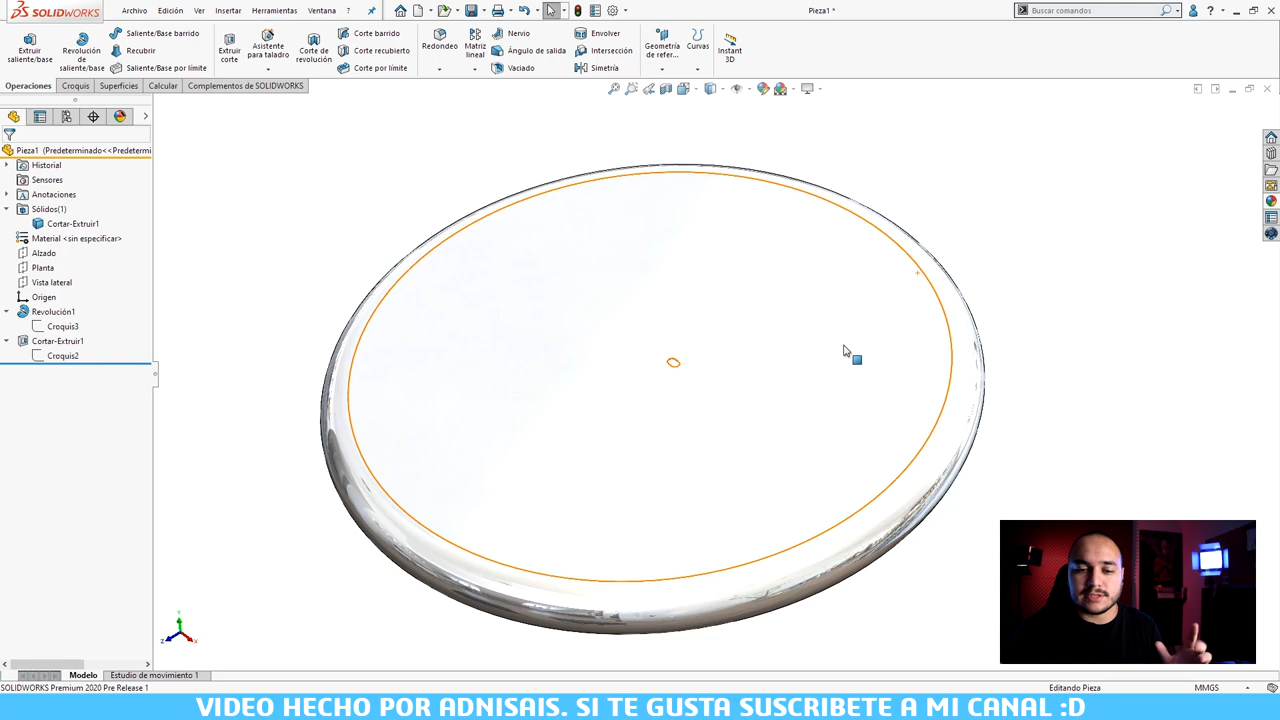 SOLIDWORKS
Archivo Edición Ver Insertar Herramientas Ventana ?
Pieza1 *
Buscar comandos
?
Extruir saliente/base
Revolución de saliente/base
Saliente/Base barrido
Recubrir
Saliente/Base por límite
Extruir corte
Asistente para taladro
Corte de revolución
Corte barrido
Corte recubierto
Corte por límite
Redondeo
Matriz lineal
Nervio
Ángulo de salida
Vaciado
Envolver
Intersección
Simetría
Geometría de refer...
Curvas
Instant 3D
Operaciones Croquis Superficies Calcular Complementos de SOLIDWORKS
Pieza1 (Predeterminado<<Predetermi
Historial
Sensores
Anotaciones
Sólidos(1)
Cortar-Extruir1
Material <sin especificar>
Alzado
Planta
Vista lateral
Origen
Revolución1
Croquis3
Cortar-Extruir1
Croquis2
Modelo Estudio de movimiento 1
SOLIDWORKS Premium 2020 Pre Release 1
Editando Pieza
MMGS
VIDEO HECHO POR ADNISAIS. SI TE GUSTA SUSCRIBETE A MI CANAL :D